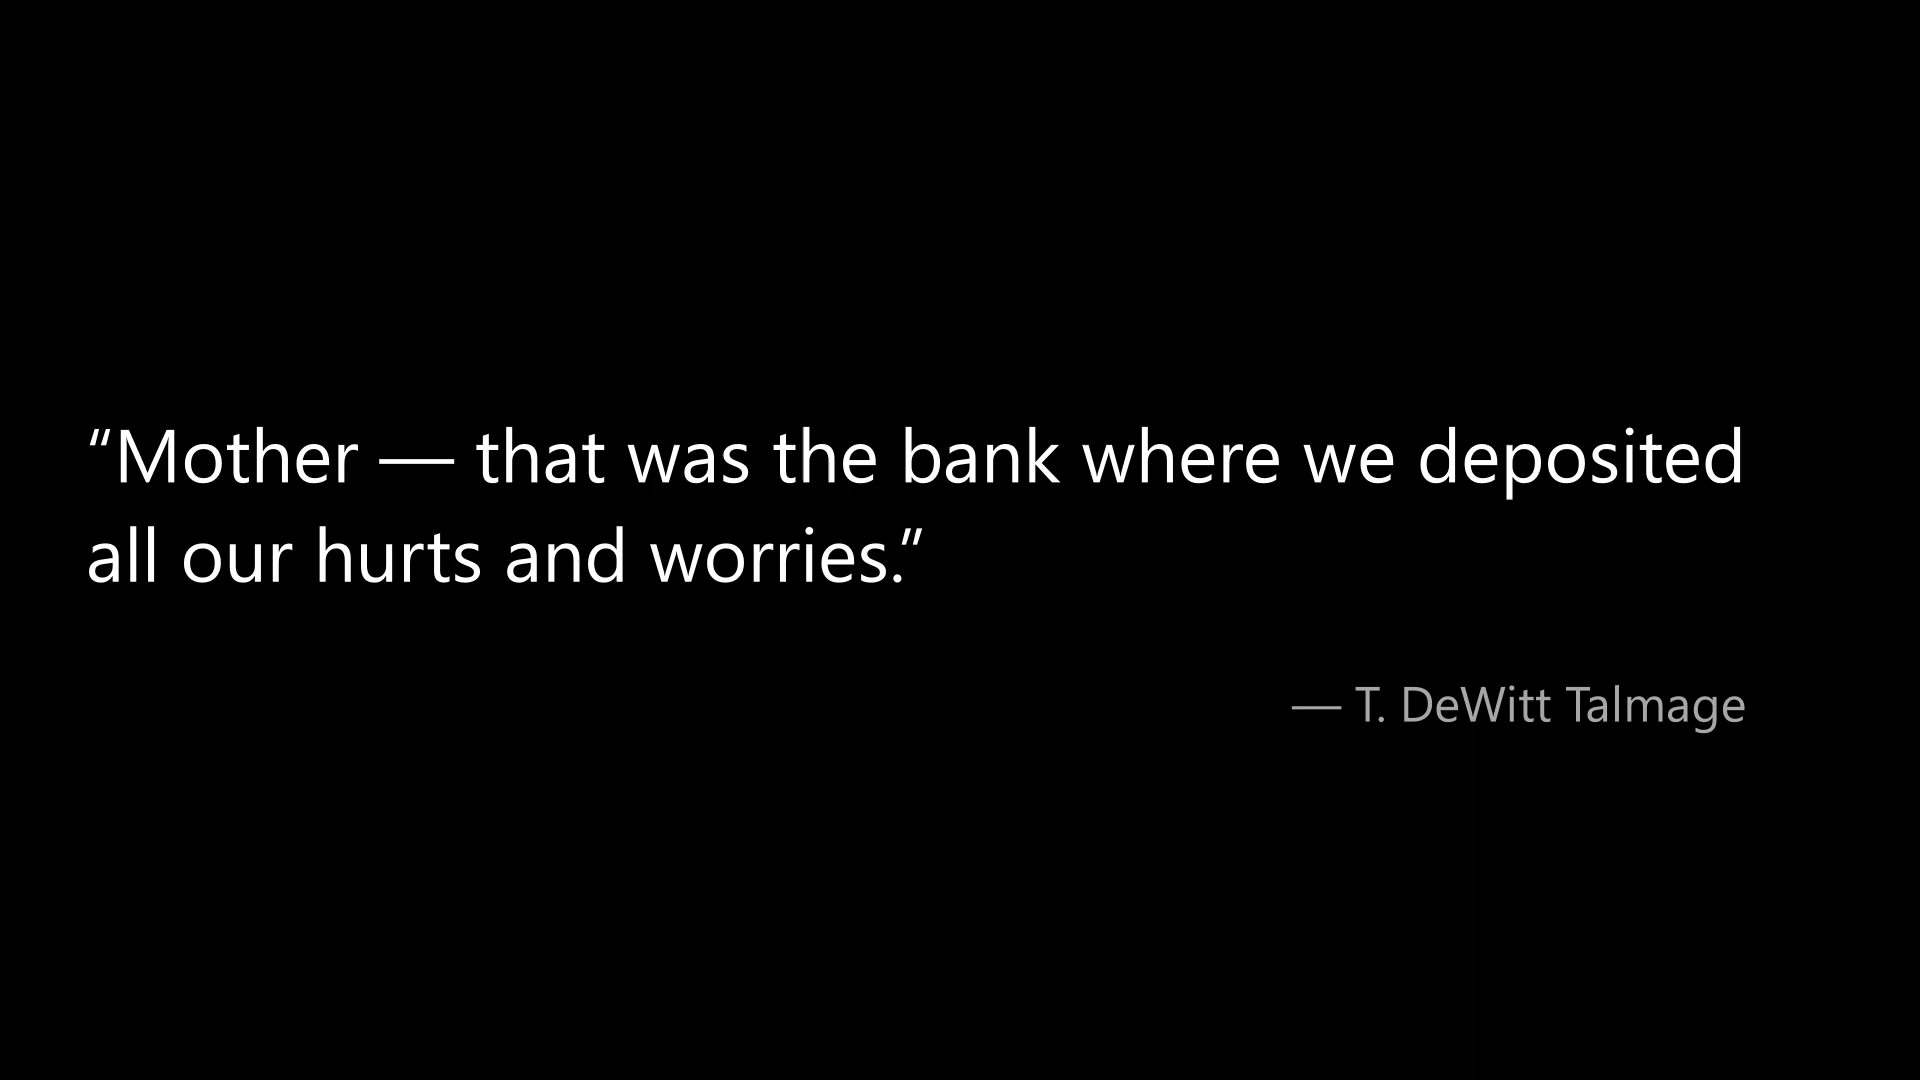 “Mother — that was the bank where we deposited
all our hurts and worries.”
— T. DeWitt Talmage